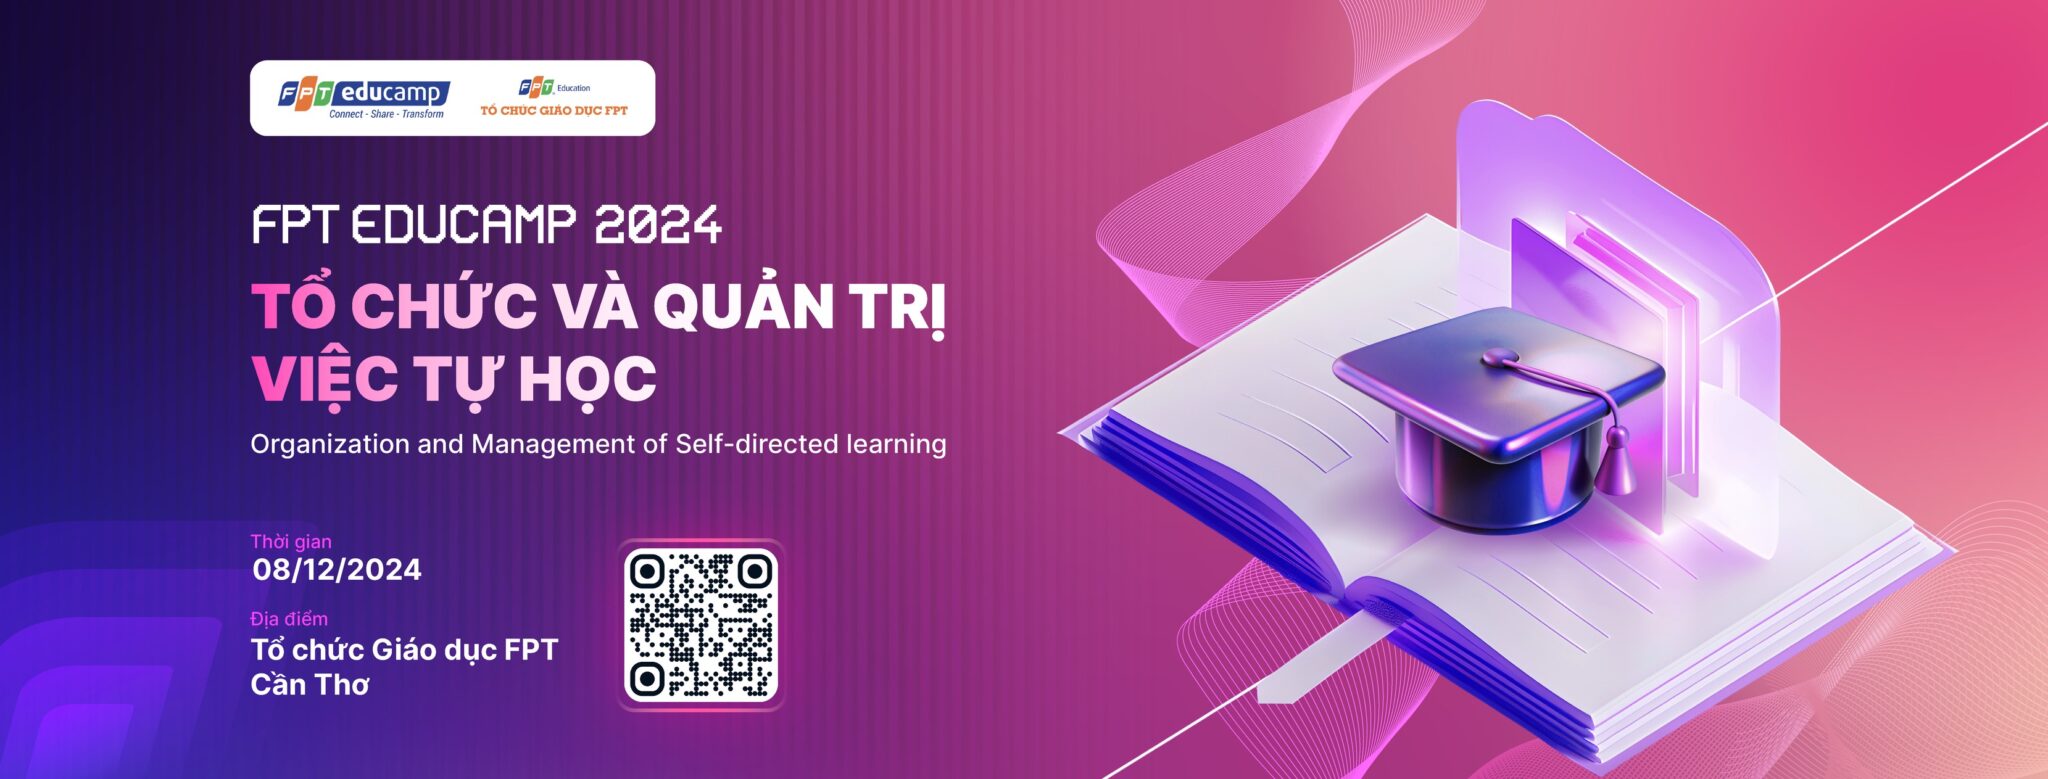 FPT educamp
Connect - Share - Transform
FPT Education
TỔ CHỨC GIÁO DỤC FPT
FPT EDUCAMP 2024
TỔ CHỨC VÀ QUẢN TRỊ
VIỆC TỰ HỌC
Organization and Management of Self-directed learning
Thời gian
08/12/2024
Địa điểm
Tổ chức Giáo dục FPT
Cần Thơ